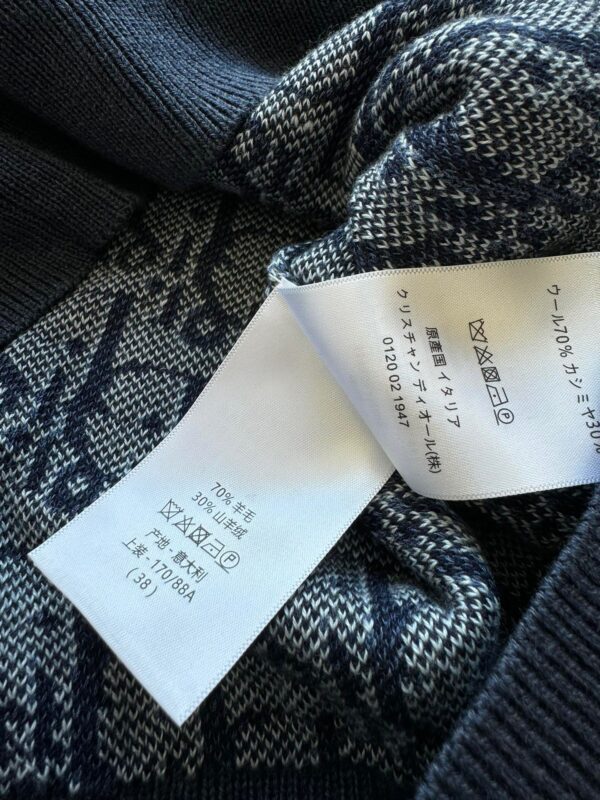 70% 羊毛
30% 山羊绒
产地 - 意大利
上装 - 170/88A
(38)
ウール70% カシミヤ30%
原産国 イタリア
クリスチャン ディオール(株)
0120 02 1947